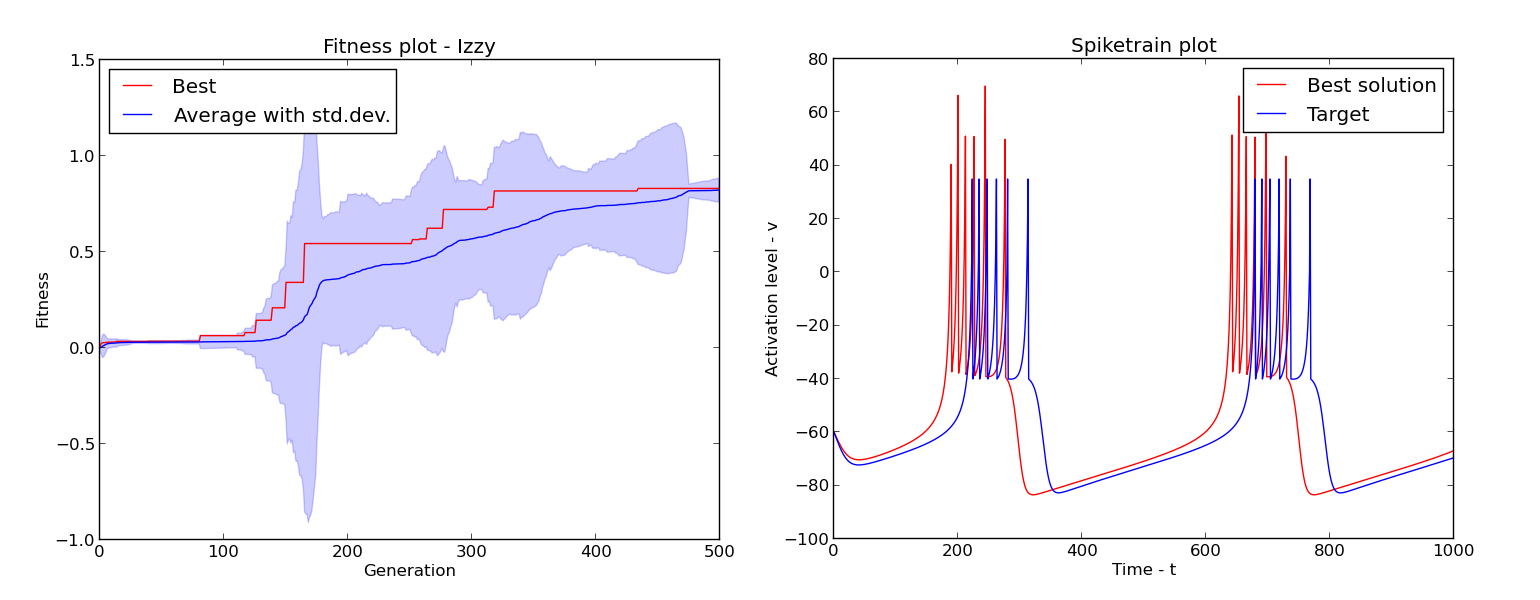 Fitness plot - Izzy
1.5
1.0
0.5
0.0
−0.5
−1.0
Fitness
Best
Average with std.dev.
0 100 200 300 400 500
Generation
Spiketrain plot
80
60
40
20
0
−20
−40
−60
−80
−100
Activation level - v
Best solution
Target
0 200 400 600 800 1000
Time - t